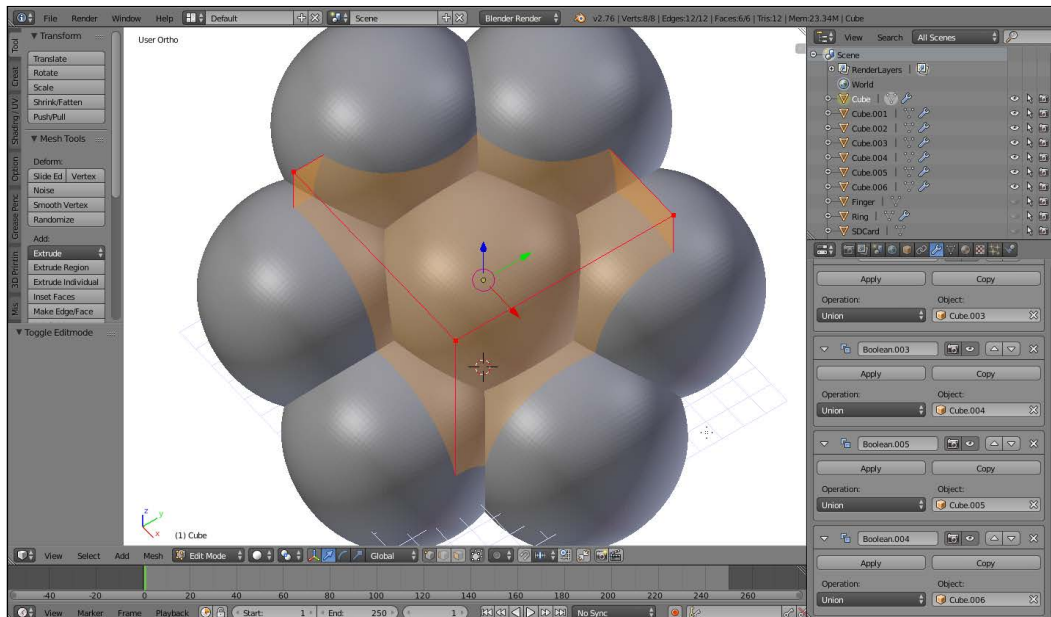 File Render Window Help Default Scene Blender Render v2.76 | Verts:8/8 | Edges:12/12 | Faces:6/6 | Tris:12 | Mem:23.34M | Cube
Tool
Creat
Shading / UV
Option
Grease Penc
3D Printin
Mis
▼ Transform
Translate
Rotate
Scale
Shrink/Fatten
Push/Pull
▼ Mesh Tools
Deform:
Slide Ed Vertex
Noise
Smooth Vertex
Randomize
Add:
Extrude
Extrude Region
Extrude Individual
Inset Faces
Make Edge/Face
▼ Toggle Editmode
User Ortho
z
y
x
(1) Cube
View Select Add Mesh Edit Mode Global
-40 -20 0 20 40 60 80 100 120 140 160 180 200 220 240 260
View Marker Frame Playback Start: 1 End: 250 1 No Sync
View Search All Scenes
Scene
RenderLayers |
World
Cube |
Cube.001 |
Cube.002 |
Cube.003 |
Cube.004 |
Cube.005 |
Cube.006 |
Finger |
Ring |
SDCard |
Apply Copy
Operation: Object:
Union Cube.003
Boolean.003
Apply Copy
Operation: Object:
Union Cube.004
Boolean.005
Apply Copy
Operation: Object:
Union Cube.005
Boolean.004
Apply Copy
Operation: Object:
Union Cube.006